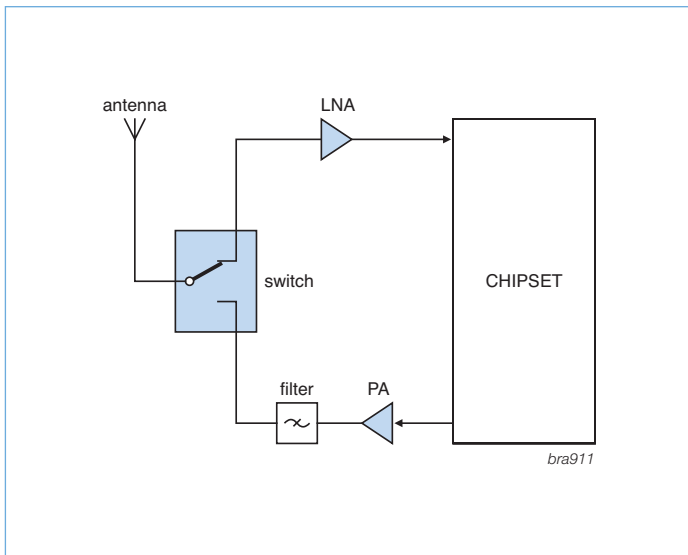 antenna
LNA
switch
CHIPSET
filter
PA
bra911